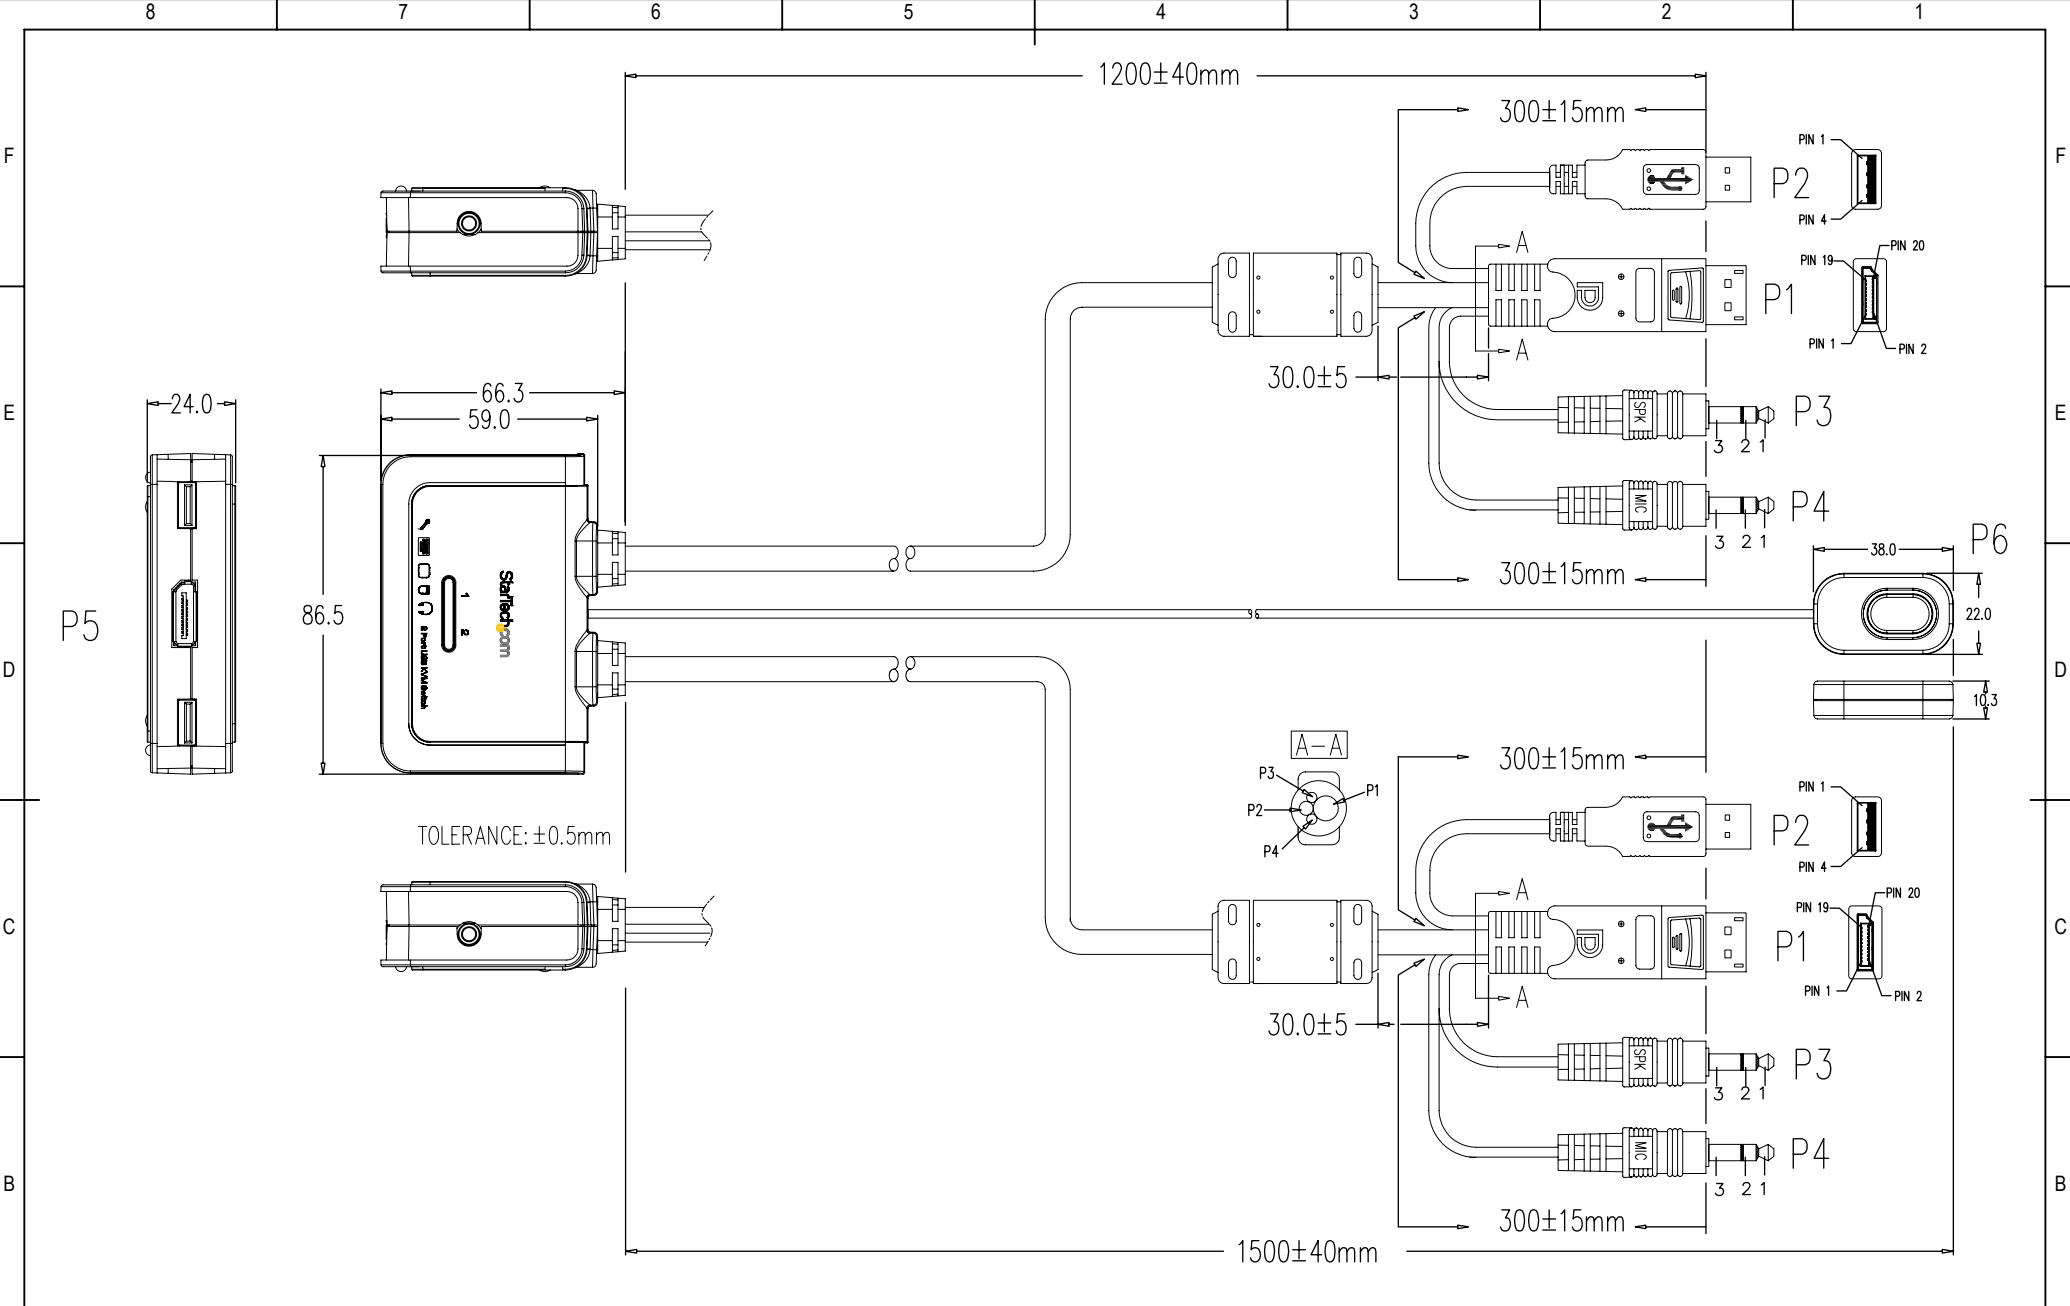 8 7 6 5 4 3 2 1
1200±40mm
300±15mm
F
PIN 1
P2
PIN 4
F
A
PIN 20
PIN 19
P1
PIN 1
PIN 2
A
30.0±5
66.3
59.0
24.0
E
SPK
P3
3 2 1
E
MIC
P4
3 2 1
P6
38.0
300±15mm
22.0
P5
86.5
StarTech.com
1
2
2 Port USB KVM Switch
D
D
10.3
A-A
P3
P1
P2
P4
300±15mm
PIN 1
P2
PIN 4
TOLERANCE: ±0.5mm
A
PIN 20
PIN 19
C
P1
C
PIN 1
PIN 2
A
30.0±5
SPK
P3
3 2 1
MIC
P4
B
3 2 1
B
300±15mm
1500±40mm